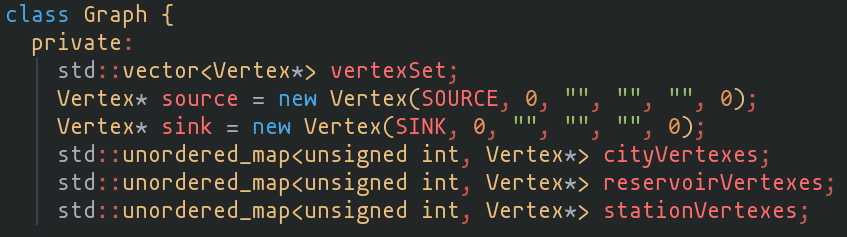 class Graph {
private:
std::vector<Vertex*> vertexSet;
Vertex* source = new Vertex(SOURCE, 0, "", "", "", 0);
Vertex* sink = new Vertex(SINK, 0, "", "", "", 0);
std::unordered_map<unsigned int, Vertex*> cityVertexes;
std::unordered_map<unsigned int, Vertex*> reservoirVertexes;
std::unordered_map<unsigned int, Vertex*> stationVertexes;